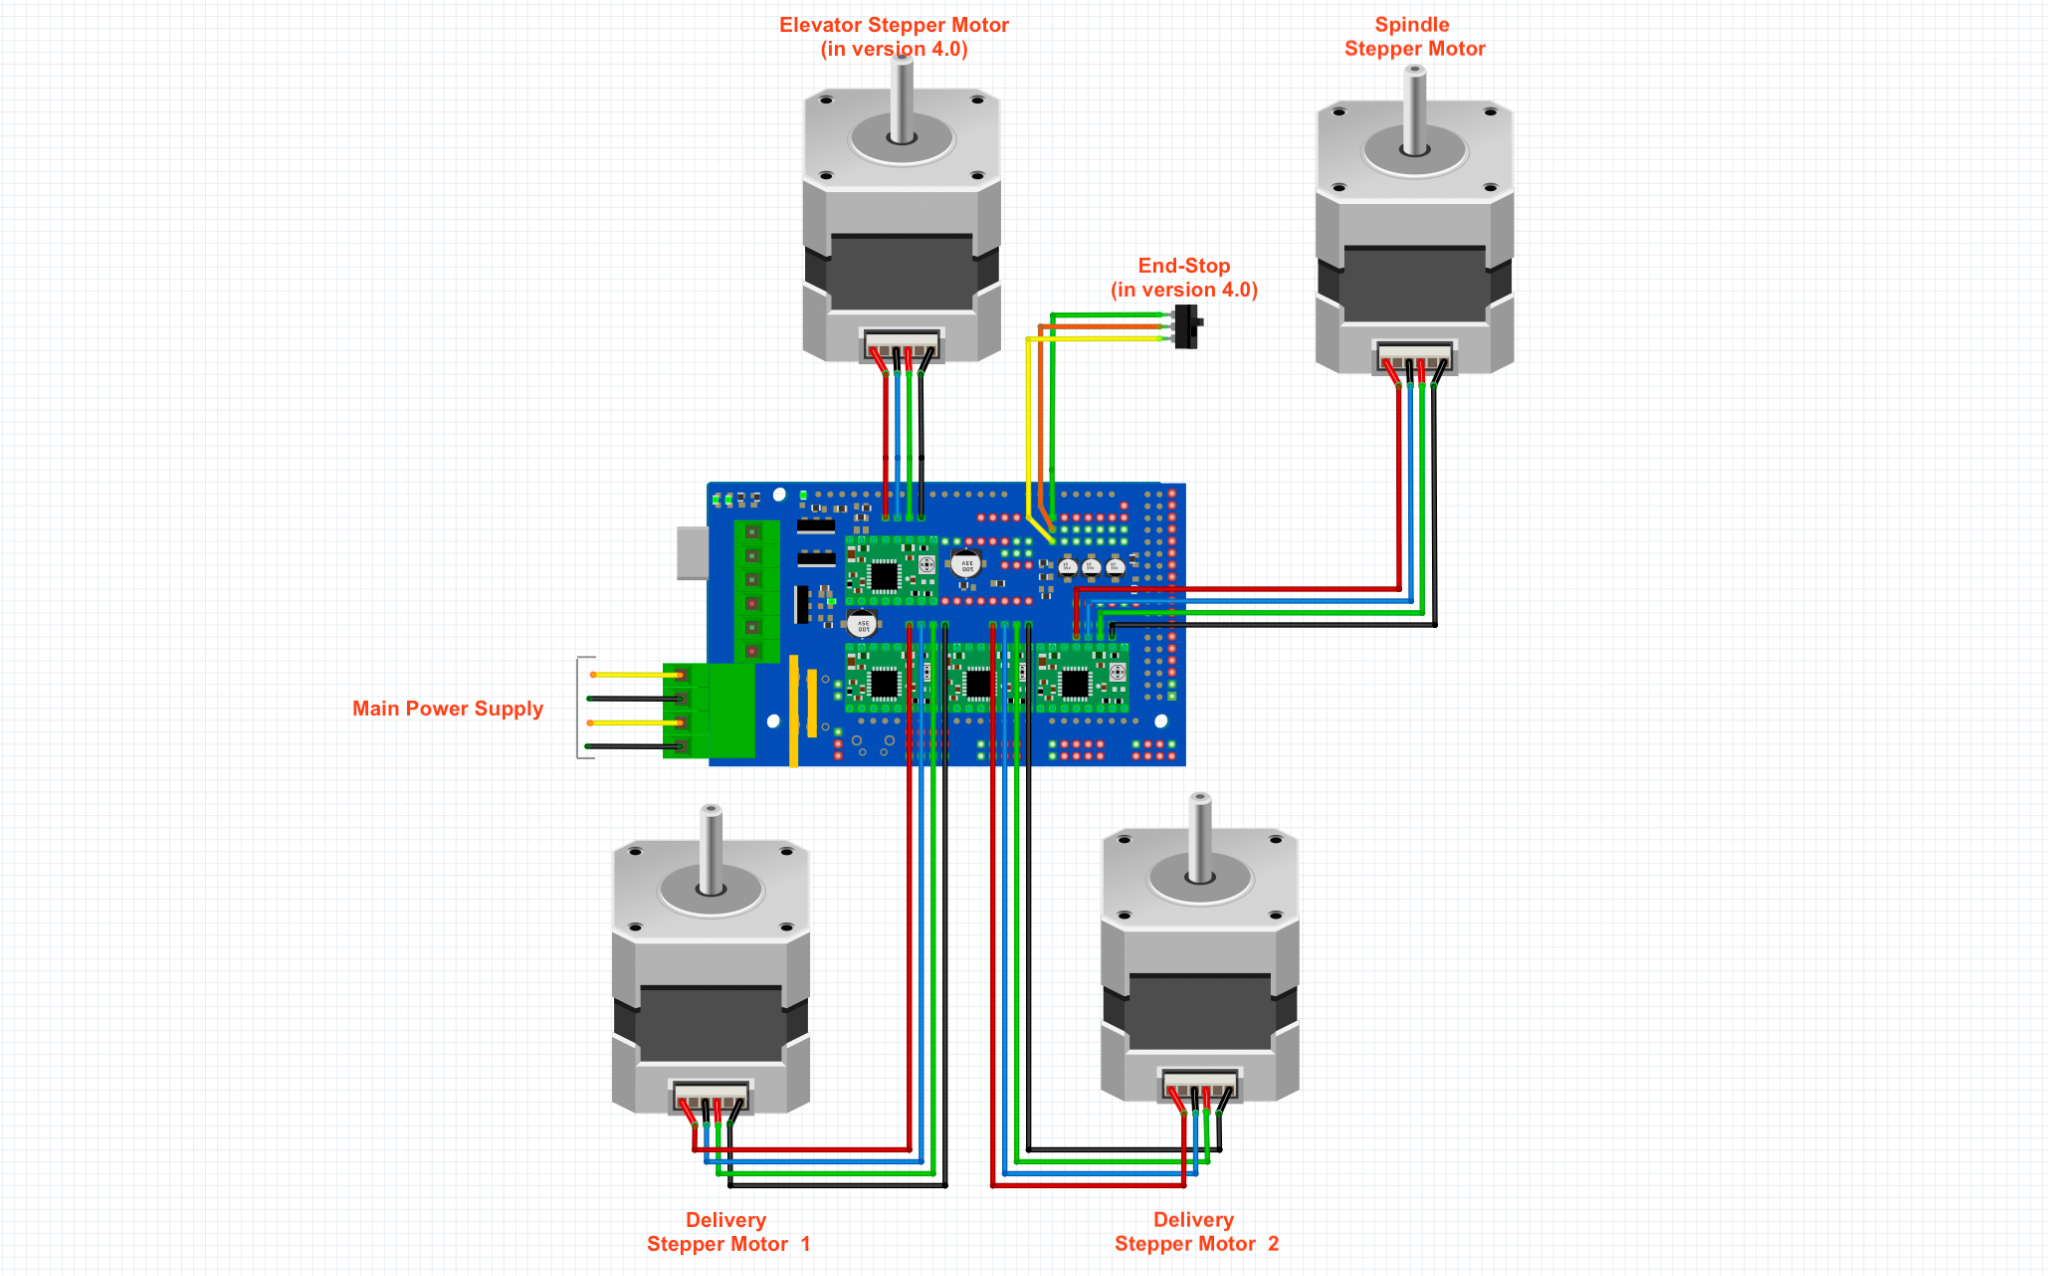 Elevator Stepper Motor
(in version 4.0)
Spindle
Stepper Motor
End-Stop
(in version 4.0)
Main Power Supply
Delivery
Stepper Motor 1
Delivery
Stepper Motor 2